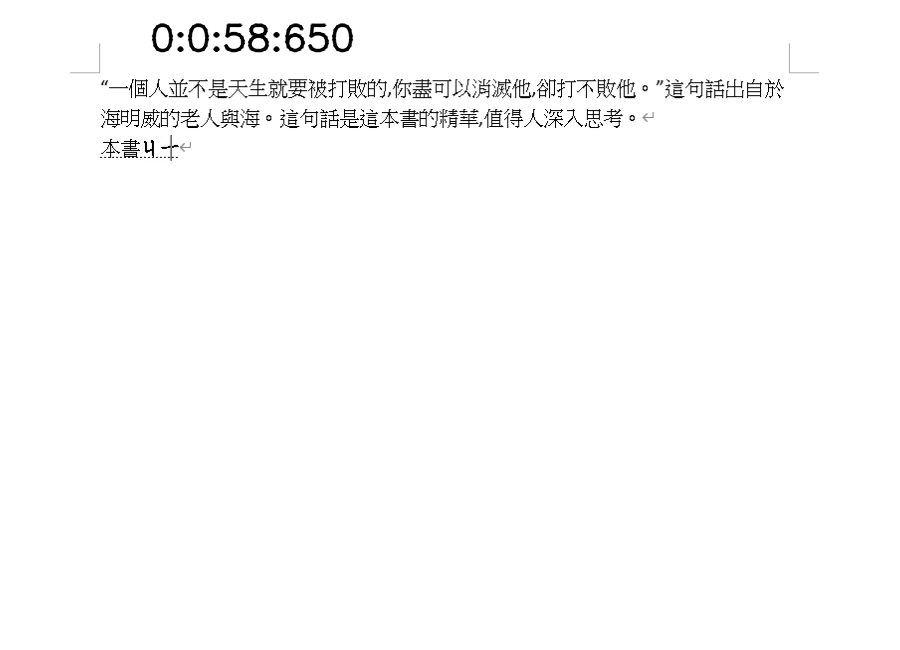 0:0:58:650
“一個人並不是天生就要被打敗的,你盡可以消滅他,卻打不敗他。”這句話出自於
海明威的老人與海。這句話是這本書的精華,值得人深入思考。
本書ㄐㄧ